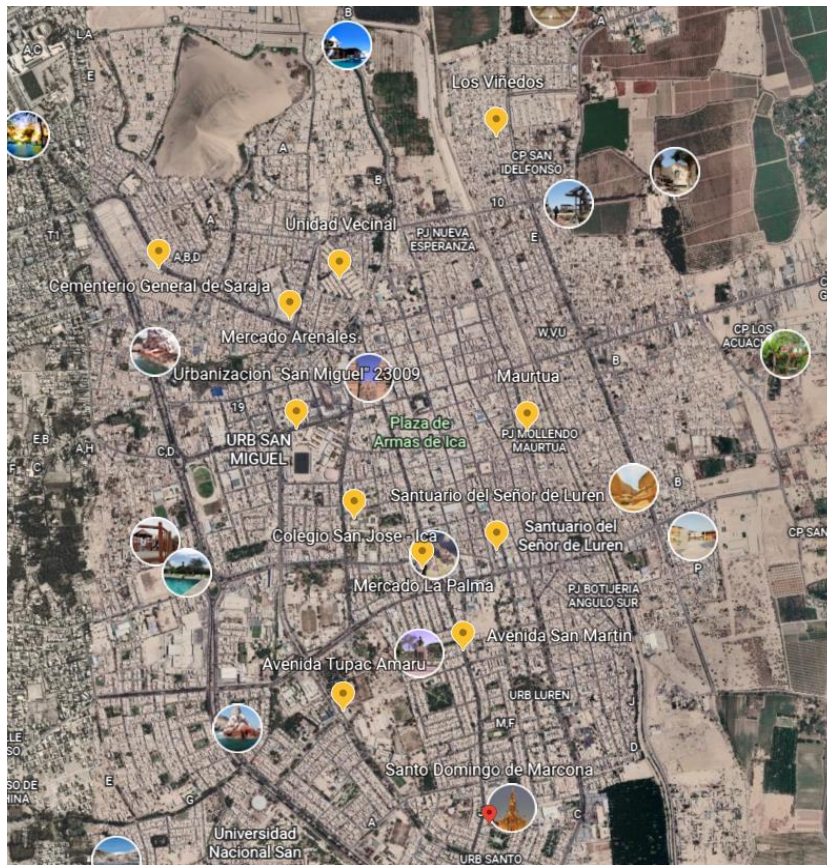 B
A
I,A
A,C
E
Los Viñedos
CP SAN
IDELFONSO
A
B
A
10
Unidad Vecinal
PJ NUEVA
ESPERANZA
E
T1
A,B,D
Cementerio General de Saraja
Mercado Arenales
W,V,U
CP LOS
B
Urbanizacion "San Miguel" 23009
Maurtua
19
Plaza de
Armas de Ica
PJ MOLLENDO
MAURTUA
E,B
A,H
C,D
URB SAN
MIGUEL
F
C
Santuario del Señor de Luren
B
Colegio San Jose - Ica
Santuario del
Señor de Luren
CP SAN
P
Mercado La Palma
PJ BOTIJERIA
ANGULO SUR
Avenida San Martin
Avenida Tupac Amaru
URB LUREN
J
M,F
D
Santo Domingo de Marcona
E
G
A
C
Universidad
Nacional San
URB SANTO